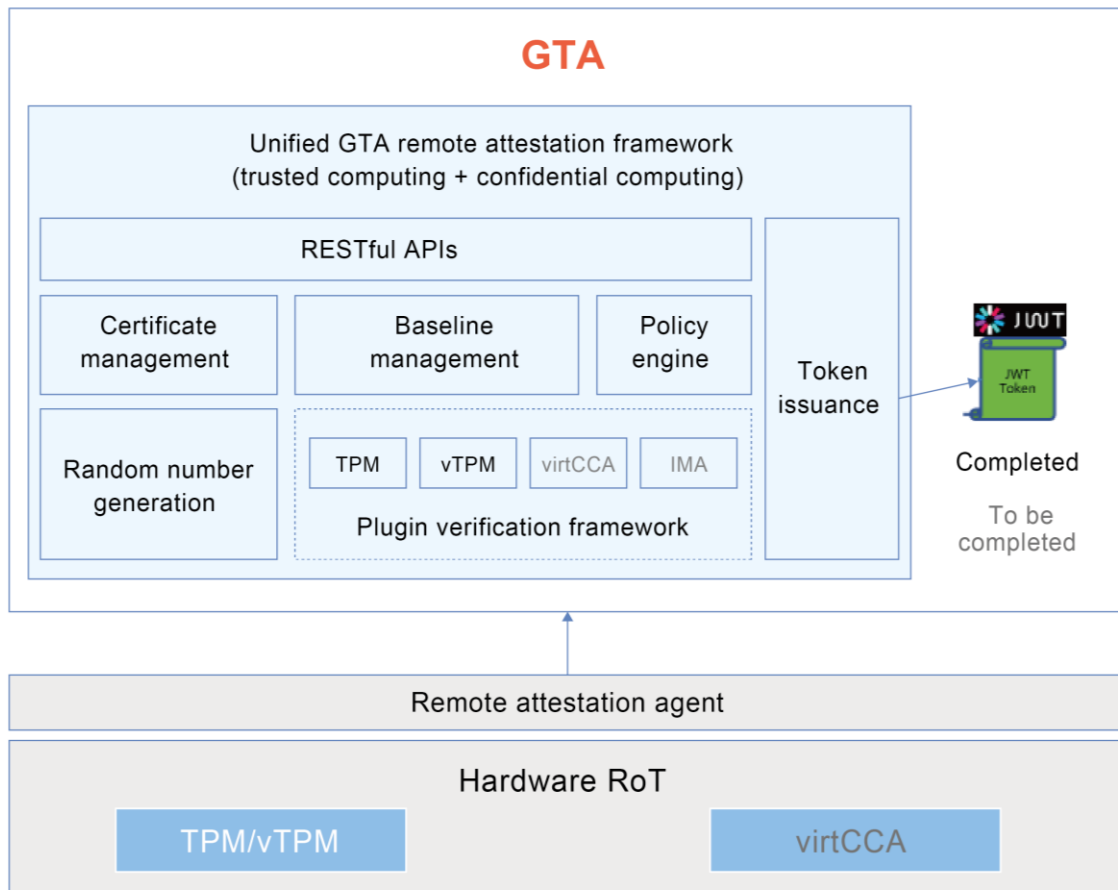 GTA
Unified GTA remote attestation framework
(trusted computing + confidential computing)
RESTful APIs
Certificate
management
Baseline
management
Policy
engine
Token
issuance
Random number
generation
TPM
vTPM
virtCCA
IMA
Plugin verification framework
JWT
JWT
Token
Completed
To be
completed
Remote attestation agent
Hardware RoT
TPM/vTPM
virtCCA